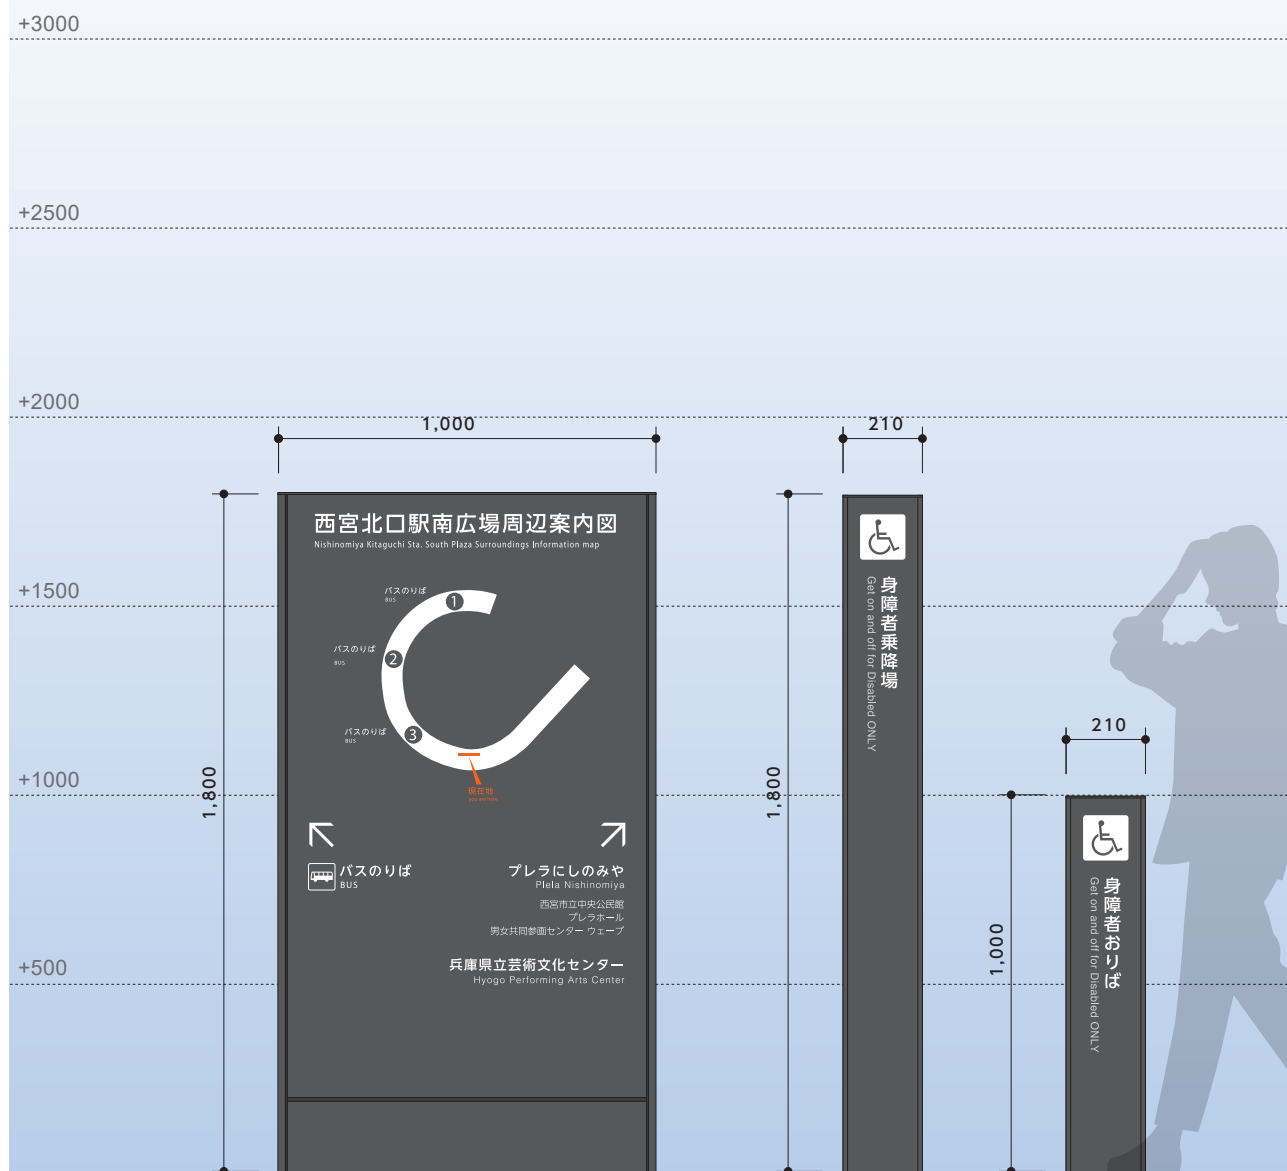 +3000
+2500
+2000
+1500
+1000
+500
1,000
1,800
西宮北口駅南広場周辺案内図
Nishinomiya Kitaguchi Sta. South Plaza Surroundings Information map
バスのりば
BUS
1
バスのりば
BUS
2
バスのりば
BUS
3
現在地
you are here
バスのりば
BUS
プレラにしのみや
Plela Nishinomiya
西宮市立中央公民館
プレラホール
男女共同参画センター ウェーブ
兵庫県立芸術文化センター
Hyogo Performing Arts Center
210
1,800
身障者乗降場
Get on and off for Disabled ONLY
210
1,000
身障者おりば
Get on and off for Disabled ONLY